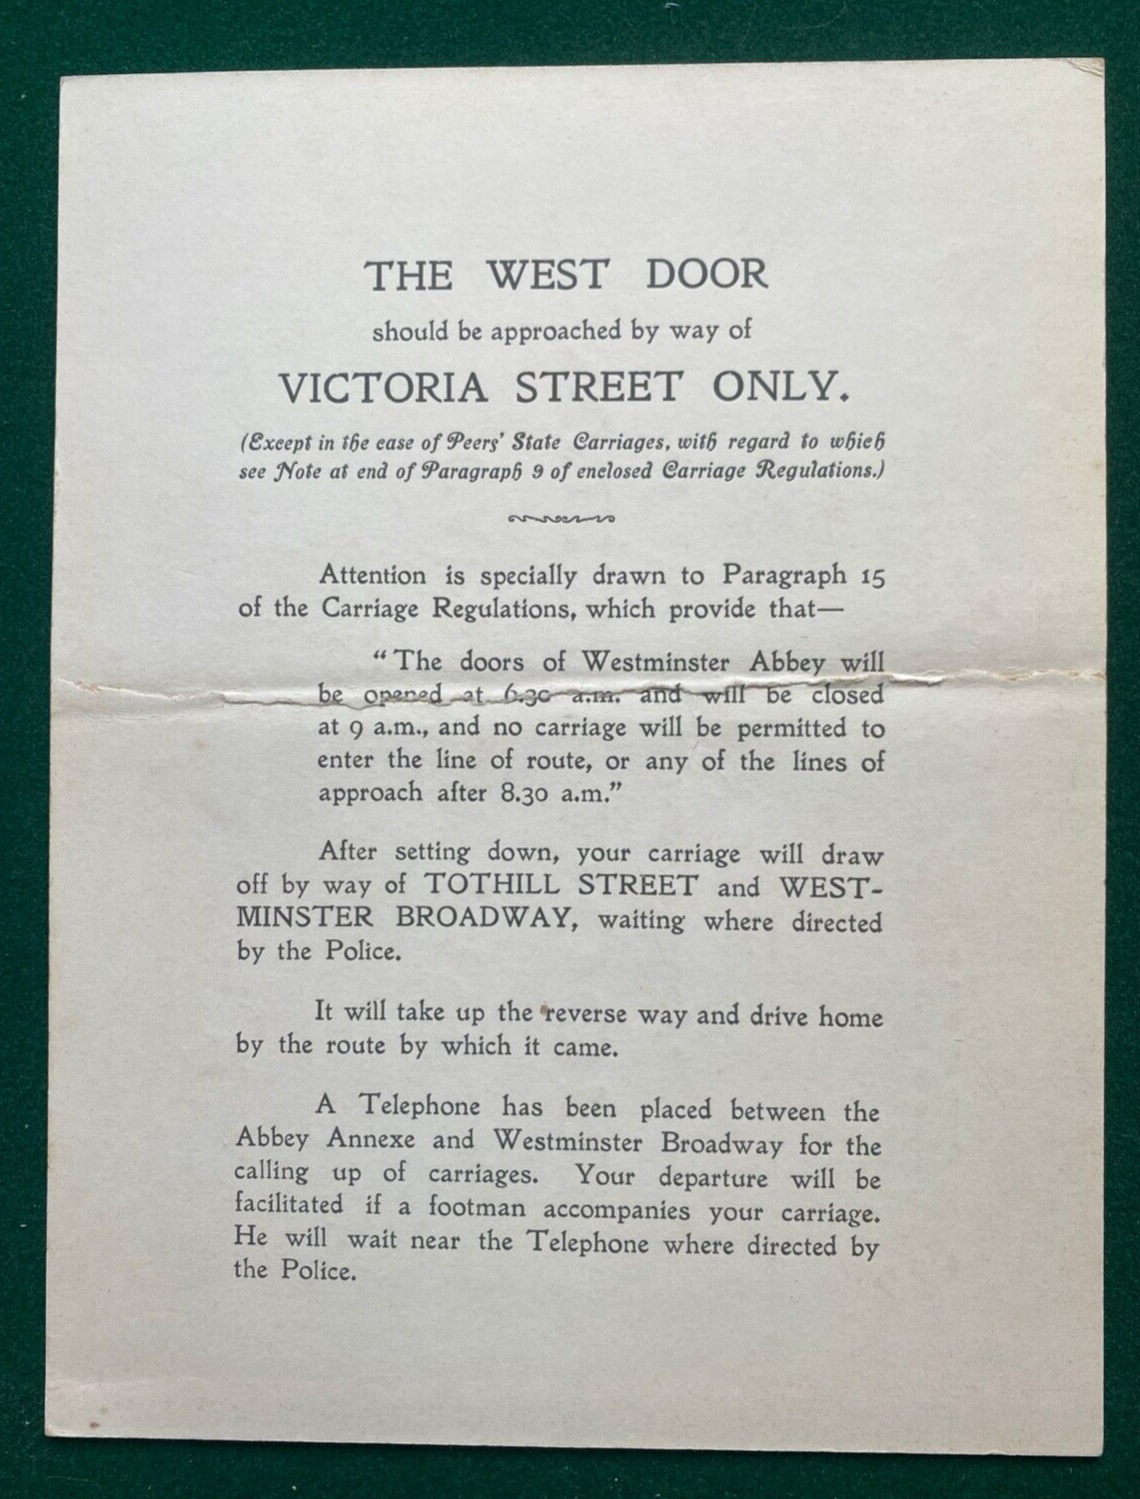 THE WEST DOOR
should be approached by way of
VICTORIA STREET ONLY.
(Except in the case of Peers' State Carriages, with regard to which
see Note at end of Paragraph 9 of enclosed Carriage Regulations.)
Attention is specially drawn to Paragraph 15
of the Carriage Regulations, which provide that—
“The doors of Westminster Abbey will
be opened at 6.30 a.m. and will be closed
at 9 a.m., and no carriage will be permitted to
enter the line of route, or any of the lines of
approach after 8.30 a.m.”
After setting down, your carriage will draw
off by way of TOTHILL STREET and WEST-
MINSTER BROADWAY, waiting where directed
by the Police.
It will take up the reverse way and drive home
by the route by which it came.
A Telephone has been placed between the
Abbey Annexe and Westminster Broadway for the
calling up of carriages. Your departure will be
facilitated if a footman accompanies your carriage.
He will wait near the Telephone where directed by
the Police.